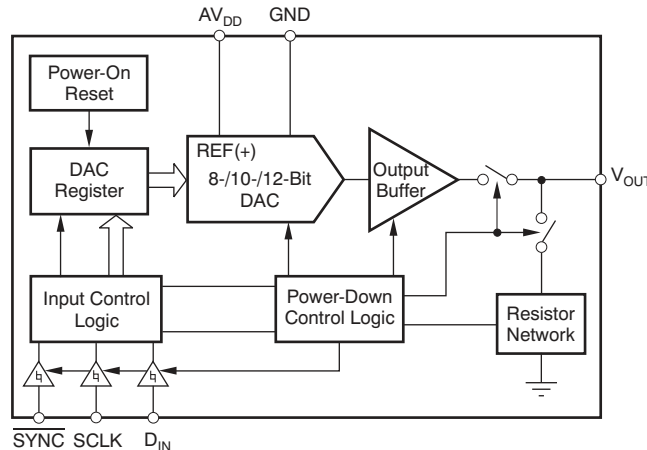 AVDD GND
Power-On
Reset
DAC
Register
REF(+)
8-/10-/12-Bit
DAC
Output
Buffer
VOUT
Input Control
Logic
Power-Down
Control Logic
Resistor
Network
SYNC SCLK DIN